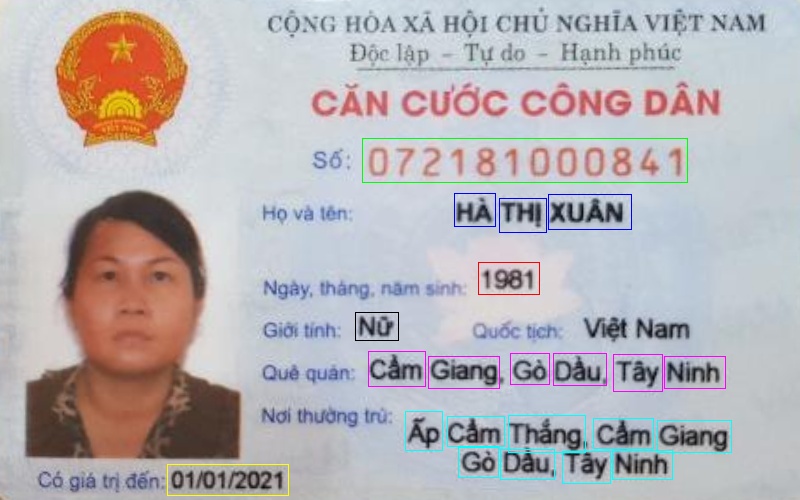 CỘNG HÒA XÃ HỘI CHỦ NGHĨA VIỆT NAM
Độc lập - Tự do - Hạnh phúc
CĂN CƯỚC CÔNG DÂN
Số: 072181000841
Họ và tên: HÀ THỊ XUÂN
Ngày, tháng, năm sinh: 1981
Giới tính: Nữ Quốc tịch: Việt Nam
Quê quán: Cẩm Giang, Gò Dầu, Tây Ninh
Nơi thường trú: Ấp Cẩm Thắng, Cẩm Giang
Gò Dầu, Tây Ninh
Có giá trị đến: 01/01/2021
VIỆT NAM